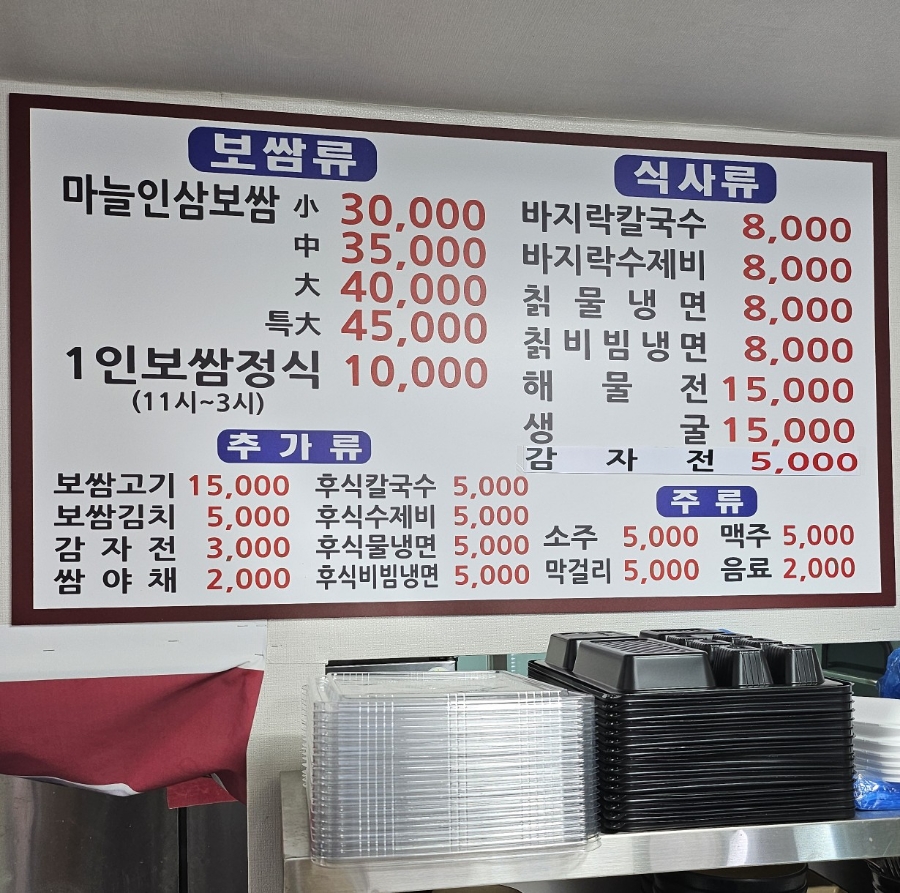 보쌈류
마늘인삼보쌈 小 30,000
中 35,000
大 40,000
특大 45,000
1인보쌈정식 10,000
(11시~3시)
추가류
보쌈고기 15,000 후식칼국수 5,000
보쌈김치 5,000 후식수제비 5,000
감자전 3,000 후식물냉면 5,000
쌈야채 2,000 후식비빔냉면 5,000
식사류
바지락칼국수 8,000
바지락수제비 8,000
칡물냉면 8,000
칡비빔냉면 8,000
해물전 15,000
생굴 15,000
감자전 5,000
주류
소주 5,000 맥주 5,000
막걸리 5,000 음료 2,000